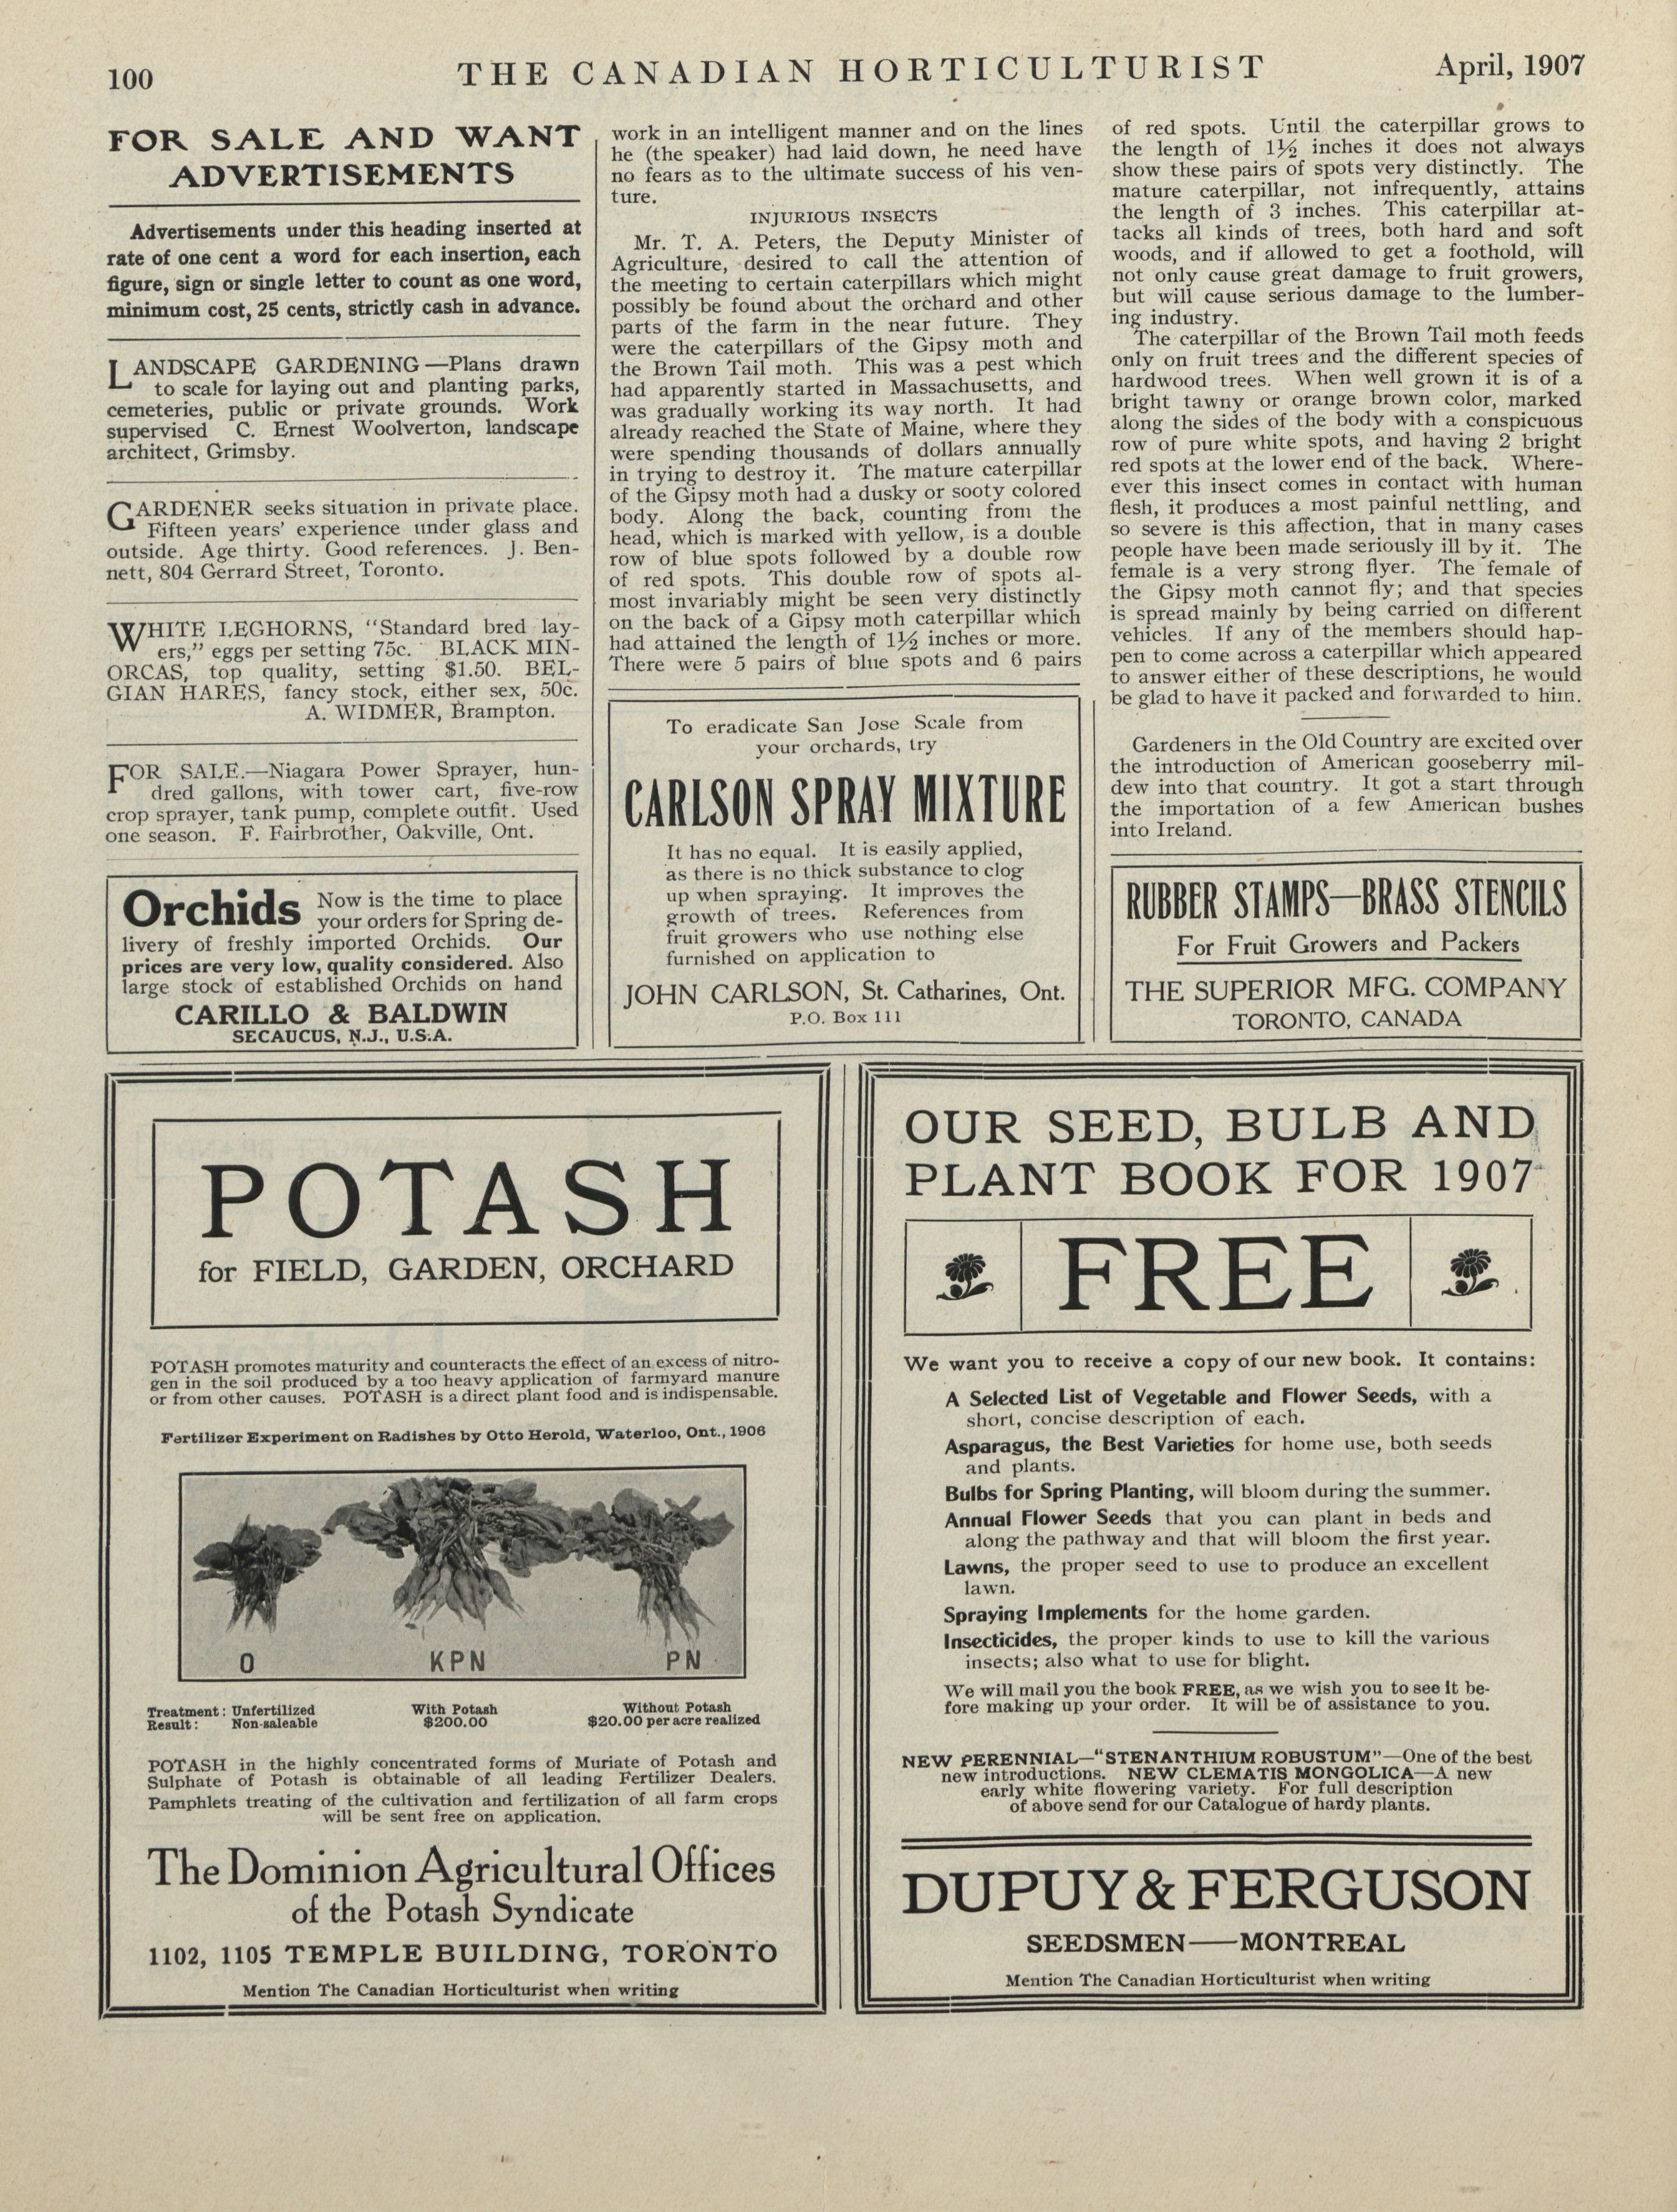 100
THE CANADIAN HORTICULTURIST
April, 1907
FOR SALE AND WANT
ADVERTISEMENTS
Advertisements under this heading inserted at
rate of one cent a word for each insertion, each
figure, sign or single letter to count as one word,
minimum cost, 25 cents, strictly cash in advance.
LANDSCAPE GARDENING—Plans drawn
to scale for laying out and planting parks,
cemeteries, public or private grounds. Work
supervised C. Ernest Woolverton, landscape
architect, Grimsby.
GARDENER seeks situation in private place.
Fifteen years' experience under glass and
outside. Age thirty. Good references. J. Ben-
nett, 804 Gerrard Street, Toronto.
WHITE LEGHORNS, "Standard bred lay-
ers," eggs per setting 75c. BLACK MIN-
ORCAS, top quality, setting $1.50. BEL-
GIAN HARES, fancy stock, either sex, 50c.
A. WIDMER, Brampton.
FOR SALE.—Niagara Power Sprayer, hun-
dred gallons, with tower cart, five-row
crop sprayer, tank pump, complete outfit. Used
one season. F. Fairbrother, Oakville, Ont.
Orchids Now is the time to place
your orders for Spring de-
livery of freshly imported Orchids. Our
prices are very low, quality considered. Also
large stock of established Orchids on hand
CARILLO & BALDWIN
SECAUCUS, N.J., U.S.A.
work in an intelligent manner and on the lines
he (the speaker) had laid down, he need have
no fears as to the ultimate success of his ven-
ture.
INJURIOUS INSECTS
Mr. T. A. Peters, the Deputy Minister of
Agriculture, desired to call the attention of
the meeting to certain caterpillars which might
possibly be found about the orchard and other
parts of the farm in the near future. They
were the caterpillars of the Gipsy moth and
the Brown Tail moth. This was a pest which
had apparently started in Massachusetts, and
was gradually working its way north. It had
already reached the State of Maine, where they
were spending thousands of dollars annually
in trying to destroy it. The mature caterpillar
of the Gipsy moth had a dusky or sooty colored
body. Along the back, counting from the
head, which is marked with yellow, is a double
row of blue spots followed by a double row
of red spots. This double row of spots al-
most invariably might be seen very distinctly
on the back of a Gipsy moth caterpillar which
had attained the length of 1½ inches or more.
There were 5 pairs of blue spots and 6 pairs
To eradicate San Jose Scale from
your orchards, try
CARLSON SPRAY MIXTURE
It has no equal. It is easily applied,
as there is no thick substance to clog
up when spraying. It improves the
growth of trees. References from
fruit growers who use nothing else
furnished on application to
JOHN CARLSON, St. Catharines, Ont.
P.O. Box 111
of red spots. Until the caterpillar grows to
the length of 1½ inches it does not always
show these pairs of spots very distinctly. The
mature caterpillar, not infrequently, attains
the length of 3 inches. This caterpillar at-
tacks all kinds of trees, both hard and soft
woods, and if allowed to get a foothold, will
not only cause great damage to fruit growers,
but will cause serious damage to the lumber-
ing industry.
The caterpillar of the Brown Tail moth feeds
only on fruit trees and the different species of
hardwood trees. When well grown it is of a
bright tawny or orange brown color, marked
along the sides of the body with a conspicuous
row of pure white spots, and having 2 bright
red spots at the lower end of the back. Where-
ever this insect comes in contact with human
flesh, it produces a most painful nettling, and
so severe is this affection, that in many cases
people have been made seriously ill by it. The
female is a very strong flyer. The female of
the Gipsy moth cannot fly; and that species
is spread mainly by being carried on different
vehicles. If any of the members should hap-
pen to come across a caterpillar which appeared
to answer either of these descriptions, he would
be glad to have it packed and forwarded to him.
Gardeners in the Old Country are excited over
the introduction of American gooseberry mil-
dew into that country. It got a start through
the importation of a few American bushes
into Ireland.
RUBBER STAMPS—BRASS STENCILS
For Fruit Growers and Packers
THE SUPERIOR MFG. COMPANY
TORONTO, CANADA
POTASH
for FIELD, GARDEN, ORCHARD
POTASH promotes maturity and counteracts the effect of an excess of nitro-
gen in the soil produced by a too heavy application of farmyard manure
or from other causes. POTASH is a direct plant food and is indispensable.
Fertilizer Experiment on Radishes by Otto Herold, Waterloo, Ont., 1906
O KPN PN
Treatment: Unfertilized With Potash Without Potash
Result: Non-saleable $200.00 $20.00 per acre realized
POTASH in the highly concentrated forms of Muriate of Potash and
Sulphate of Potash is obtainable of all leading Fertilizer Dealers.
Pamphlets treating of the cultivation and fertilization of all farm crops
will be sent free on application.
The Dominion Agricultural Offices
of the Potash Syndicate
1102, 1105 TEMPLE BUILDING, TORONTO
Mention The Canadian Horticulturist when writing
OUR SEED, BULB AND
PLANT BOOK FOR 1907
FREE
We want you to receive a copy of our new book. It contains:
A Selected List of Vegetable and Flower Seeds, with a
short, concise description of each.
Asparagus, the Best Varieties for home use, both seeds
and plants.
Bulbs for Spring Planting, will bloom during the summer.
Annual Flower Seeds that you can plant in beds and
along the pathway and that will bloom the first year.
Lawns, the proper seed to use to produce an excellent
lawn.
Spraying Implements for the home garden.
Insecticides, the proper kinds to use to kill the various
insects; also what to use for blight.
We will mail you the book FREE, as we wish you to see it be-
fore making up your order. It will be of assistance to you.
NEW PERENNIAL—"STENANTHIUM ROBUSTUM"—One of the best
new introductions. NEW CLEMATIS MONGOLICA—A new
early white flowering variety. For full description
of above send for our Catalogue of hardy plants.
DUPUY & FERGUSON
SEEDSMEN—MONTREAL
Mention The Canadian Horticulturist when writing